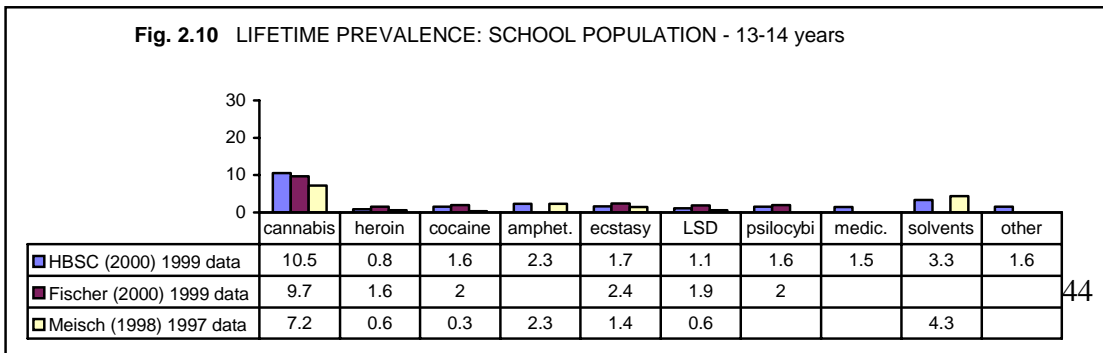 Fig. 2.10 LIFETIME PREVALENCE: SCHOOL POPULATION - 13-14 years
30
20
10
0
cannabis heroin cocaine amphet. ecstasy LSD psilocybi medic. solvents other
HBSC (2000) 1999 data 10.5 0.8 1.6 2.3 1.7 1.1 1.6 1.5 3.3 1.6
Fischer (2000) 1999 data 9.7 1.6 2 2.4 1.9 2
44
Meisch (1998) 1997 data 7.2 0.6 0.3 2.3 1.4 0.6 4.3